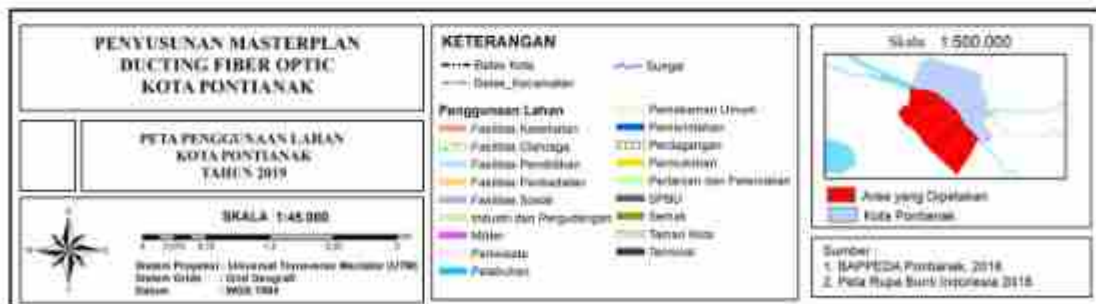 PENYUSUNAN MASTERPLAN
DUCTING FIBER OPTIC
KOTA PONTIANAK
PETA PENGGUNAAN LAHAN
KOTA PONTIANAK
TAHUN 2019
SKALA 1:45.000
Sistem Proyeksi : Universal Transverse Mercator (UTM)
Sistem Grids : Grid Geografi
Datum : WGS 1984
KETERANGAN
Batas Kota
Batas_Kecamatan
Sungai
Penggunaan Lahan
Fasilitas Kesehatan
Fasilitas Olahraga
Fasilitas Pendidikan
Fasilitas Peribadatan
Fasilitas Sosial
Industri dan Pergudangan
Militer
Pariwisata
Pelabuhan
Pemakaman Umum
Pemerintahan
Perdagangan
Permukiman
Pertanian dan Peternakan
SPBU
Semak
Taman Kota
Terminal
Skala 1:500.000
Area yang Dipetakan
Kota Pontianak
Sumber :
1. BAPPEDA Pontianak, 2018
2. Peta Rupa Bumi Indonesia 2018